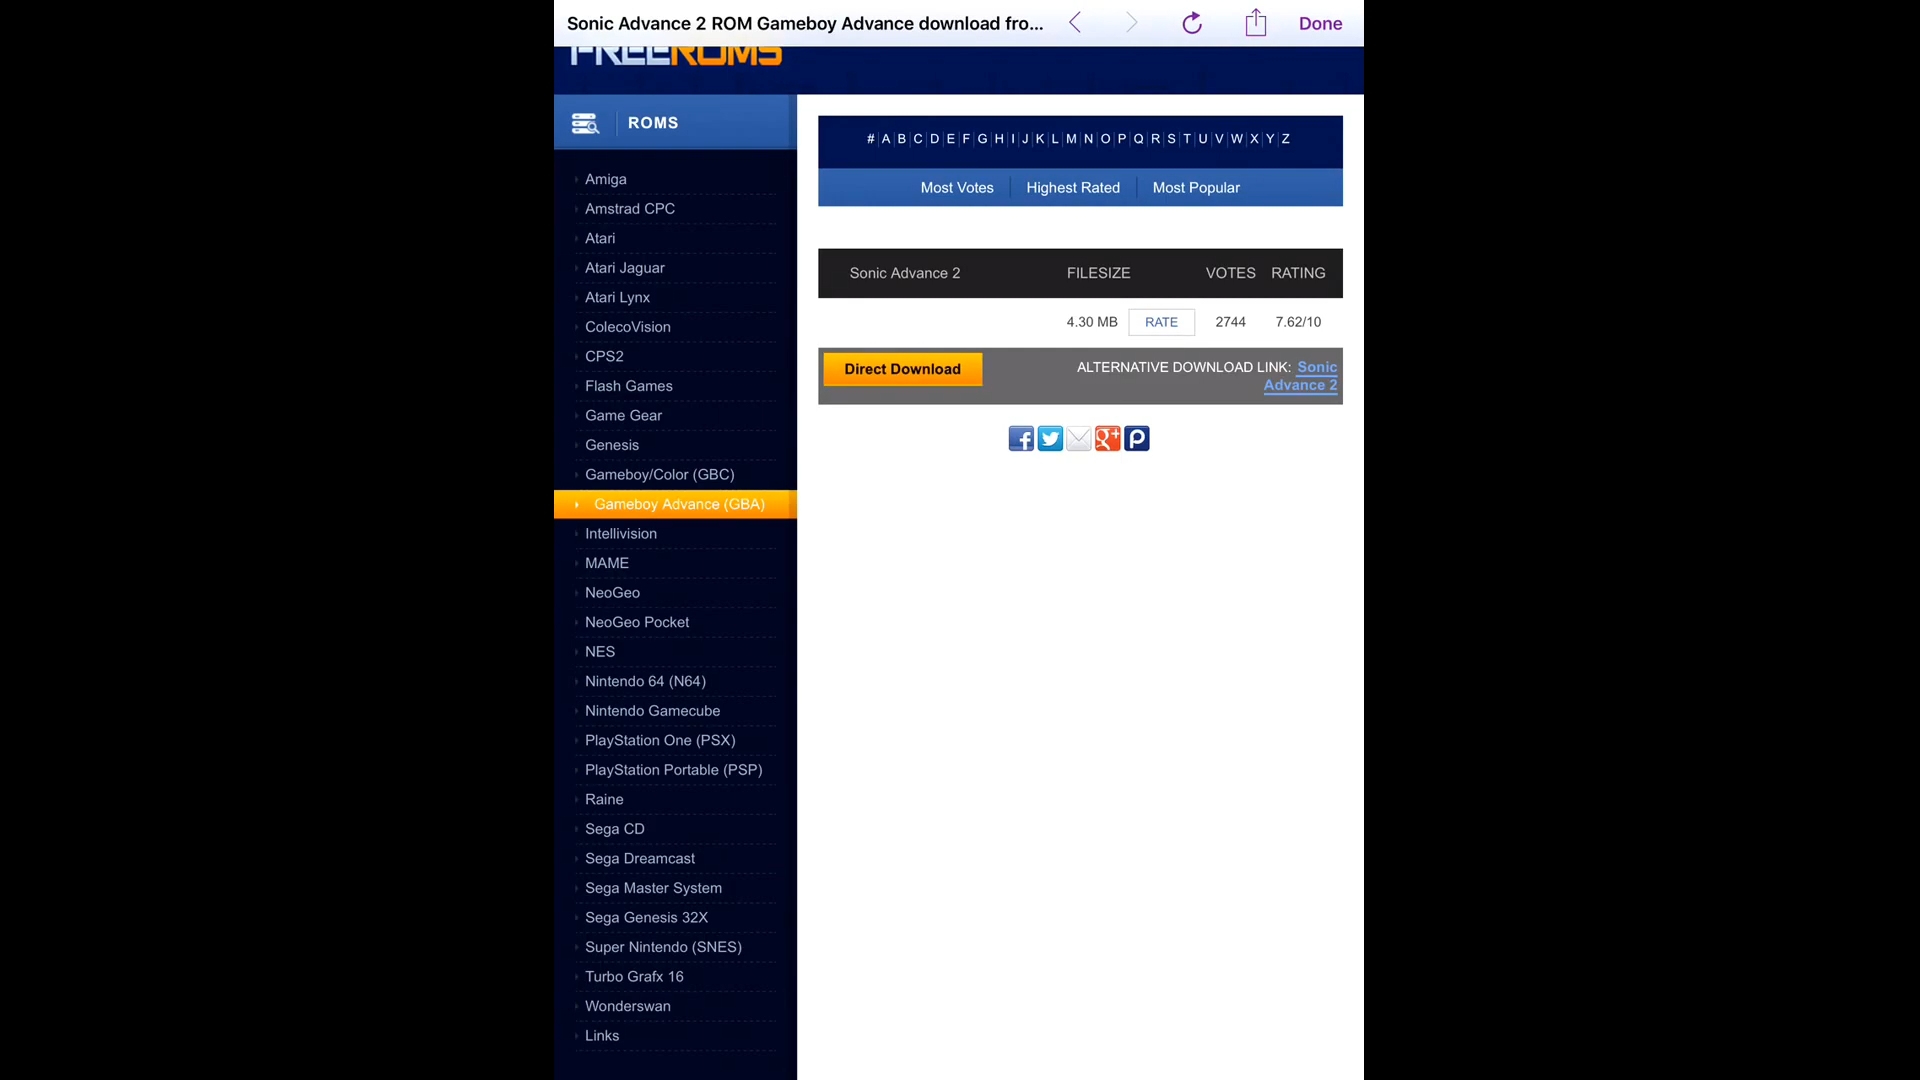 Sonic Advance 2 ROM Gameboy Advance download fro...
Done
FREEROMS
ROMS
Amiga
Amstrad CPC
Atari
Atari Jaguar
Atari Lynx
ColecoVision
CPS2
Flash Games
Game Gear
Genesis
Gameboy/Color (GBC)
Gameboy Advance (GBA)
Intellivision
MAME
NeoGeo
NeoGeo Pocket
NES
Nintendo 64 (N64)
Nintendo Gamecube
PlayStation One (PSX)
PlayStation Portable (PSP)
Raine
Sega CD
Sega Dreamcast
Sega Master System
Sega Genesis 32X
Super Nintendo (SNES)
Turbo Grafx 16
Wonderswan
Links
# A B C D E F G H I J K L M N O P Q R S T U V W X Y Z
Most Votes Highest Rated Most Popular
Sonic Advance 2 FILESIZE VOTES RATING
4.30 MB RATE 2744 7.62/10
Direct Download
ALTERNATIVE DOWNLOAD LINK: Sonic
Advance 2